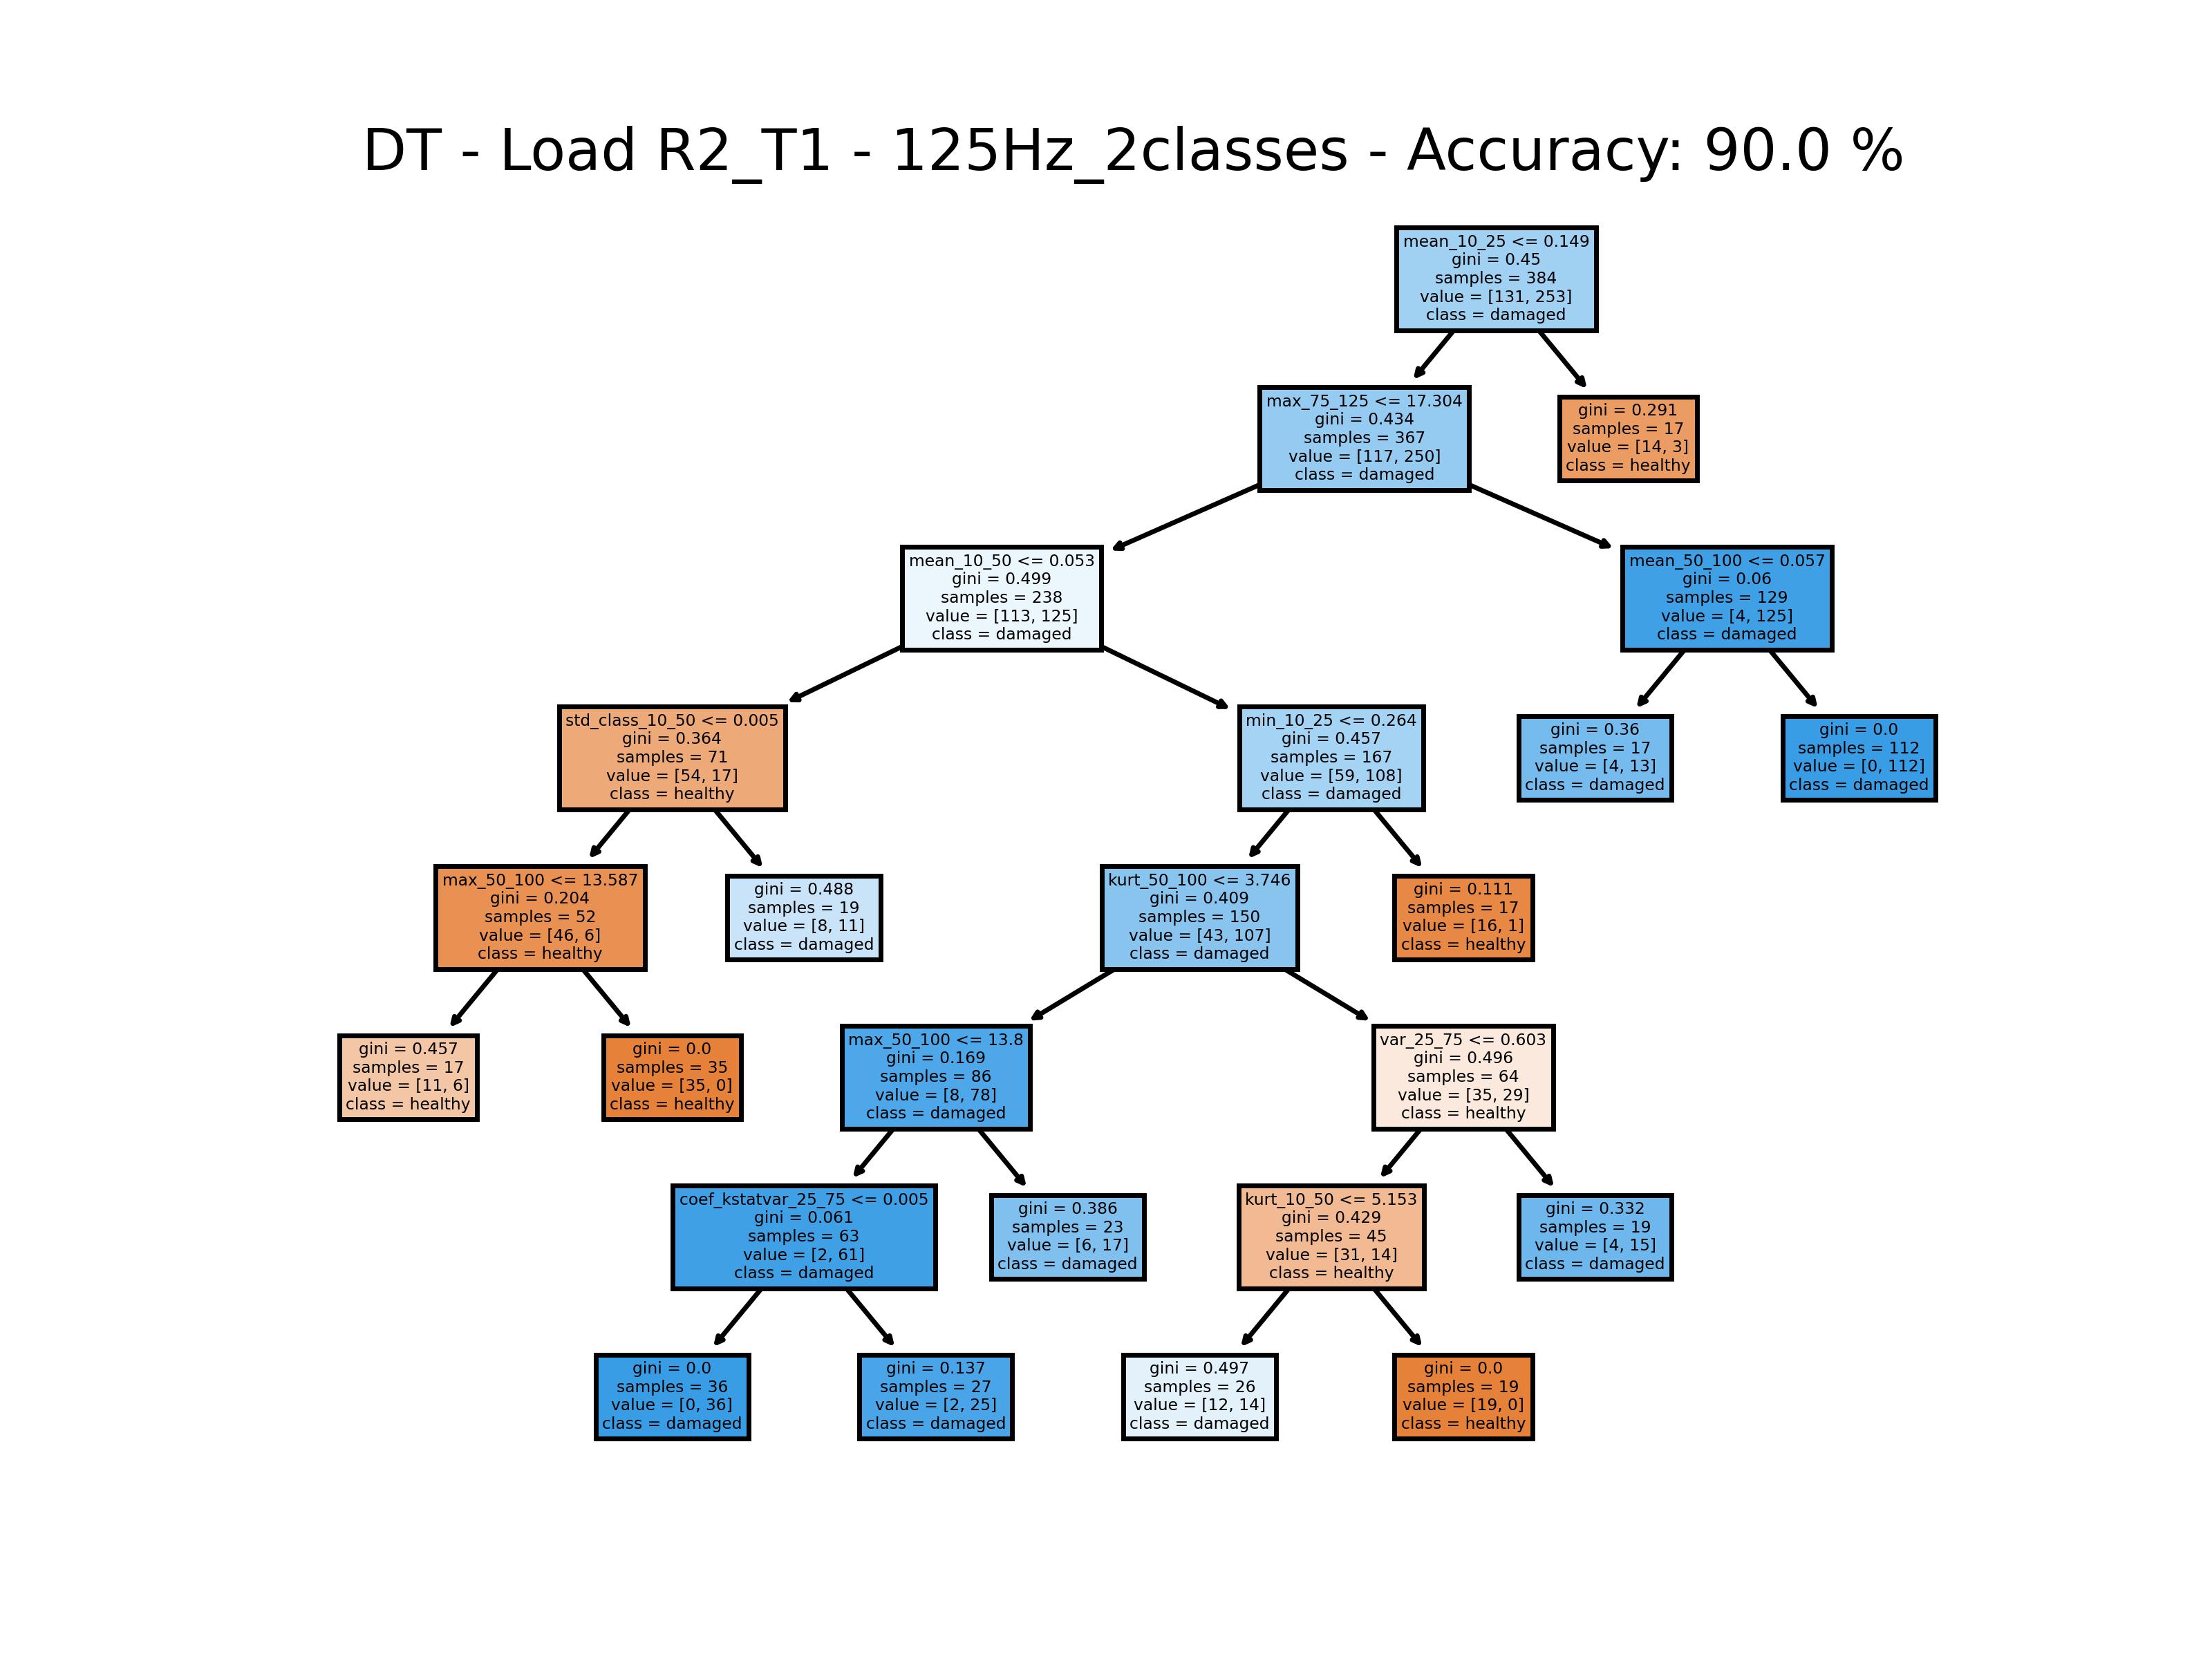 DT - Load R2_T1 - 125Hz_2classes - Accuracy: 90.0 %
mean_10_25 <= 0.149
gini = 0.45
samples = 384
value = [131, 253]
class = damaged
max_75_125 <= 17.304
gini = 0.434
samples = 367
value = [117, 250]
class = damaged
gini = 0.291
samples = 17
value = [14, 3]
class = healthy
mean_10_50 <= 0.053
gini = 0.499
samples = 238
value = [113, 125]
class = damaged
mean_50_100 <= 0.057
gini = 0.06
samples = 129
value = [4, 125]
class = damaged
std_class_10_50 <= 0.005
gini = 0.364
samples = 71
value = [54, 17]
class = healthy
min_10_25 <= 0.264
gini = 0.457
samples = 167
value = [59, 108]
class = damaged
gini = 0.36
samples = 17
value = [4, 13]
class = damaged
gini = 0.0
samples = 112
value = [0, 112]
class = damaged
max_50_100 <= 13.587
gini = 0.204
samples = 52
value = [46, 6]
class = healthy
gini = 0.488
samples = 19
value = [8, 11]
class = damaged
kurt_50_100 <= 3.746
gini = 0.409
samples = 150
value = [43, 107]
class = damaged
gini = 0.111
samples = 17
value = [16, 1]
class = healthy
gini = 0.457
samples = 17
value = [11, 6]
class = healthy
gini = 0.0
samples = 35
value = [35, 0]
class = healthy
max_50_100 <= 13.8
gini = 0.169
samples = 86
value = [8, 78]
class = damaged
var_25_75 <= 0.603
gini = 0.496
samples = 64
value = [35, 29]
class = healthy
coef_kstatvar_25_75 <= 0.005
gini = 0.061
samples = 63
value = [2, 61]
class = damaged
gini = 0.386
samples = 23
value = [6, 17]
class = damaged
kurt_10_50 <= 5.153
gini = 0.429
samples = 45
value = [31, 14]
class = healthy
gini = 0.332
samples = 19
value = [4, 15]
class = damaged
gini = 0.0
samples = 36
value = [0, 36]
class = damaged
gini = 0.137
samples = 27
value = [2, 25]
class = damaged
gini = 0.497
samples = 26
value = [12, 14]
class = damaged
gini = 0.0
samples = 19
value = [19, 0]
class = healthy